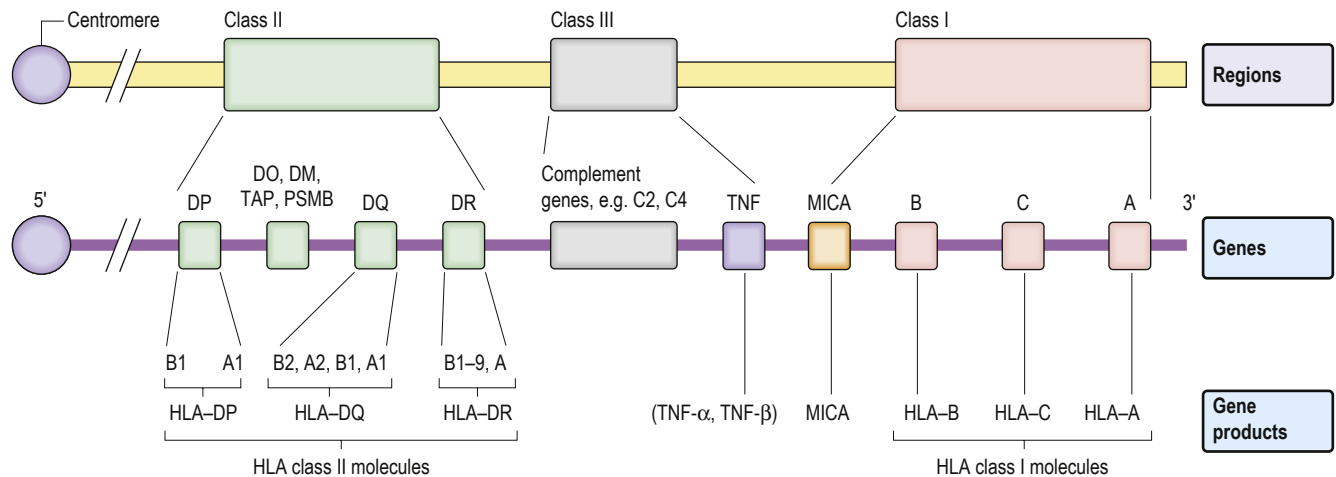 Centromere
Class II
Class III
Class I
Regions
5'
DP
DO, DM,
TAP, PSMB
DQ
DR
Complement
genes, e.g. C2, C4
TNF
MICA
B
C
A
3'
Genes
B1
A1
B2, A2, B1, A1
B1–9, A
HLA–DP
HLA–DQ
HLA–DR
(TNF-α, TNF-β)
MICA
HLA–B
HLA–C
HLA–A
Gene
products
HLA class II molecules
HLA class I molecules